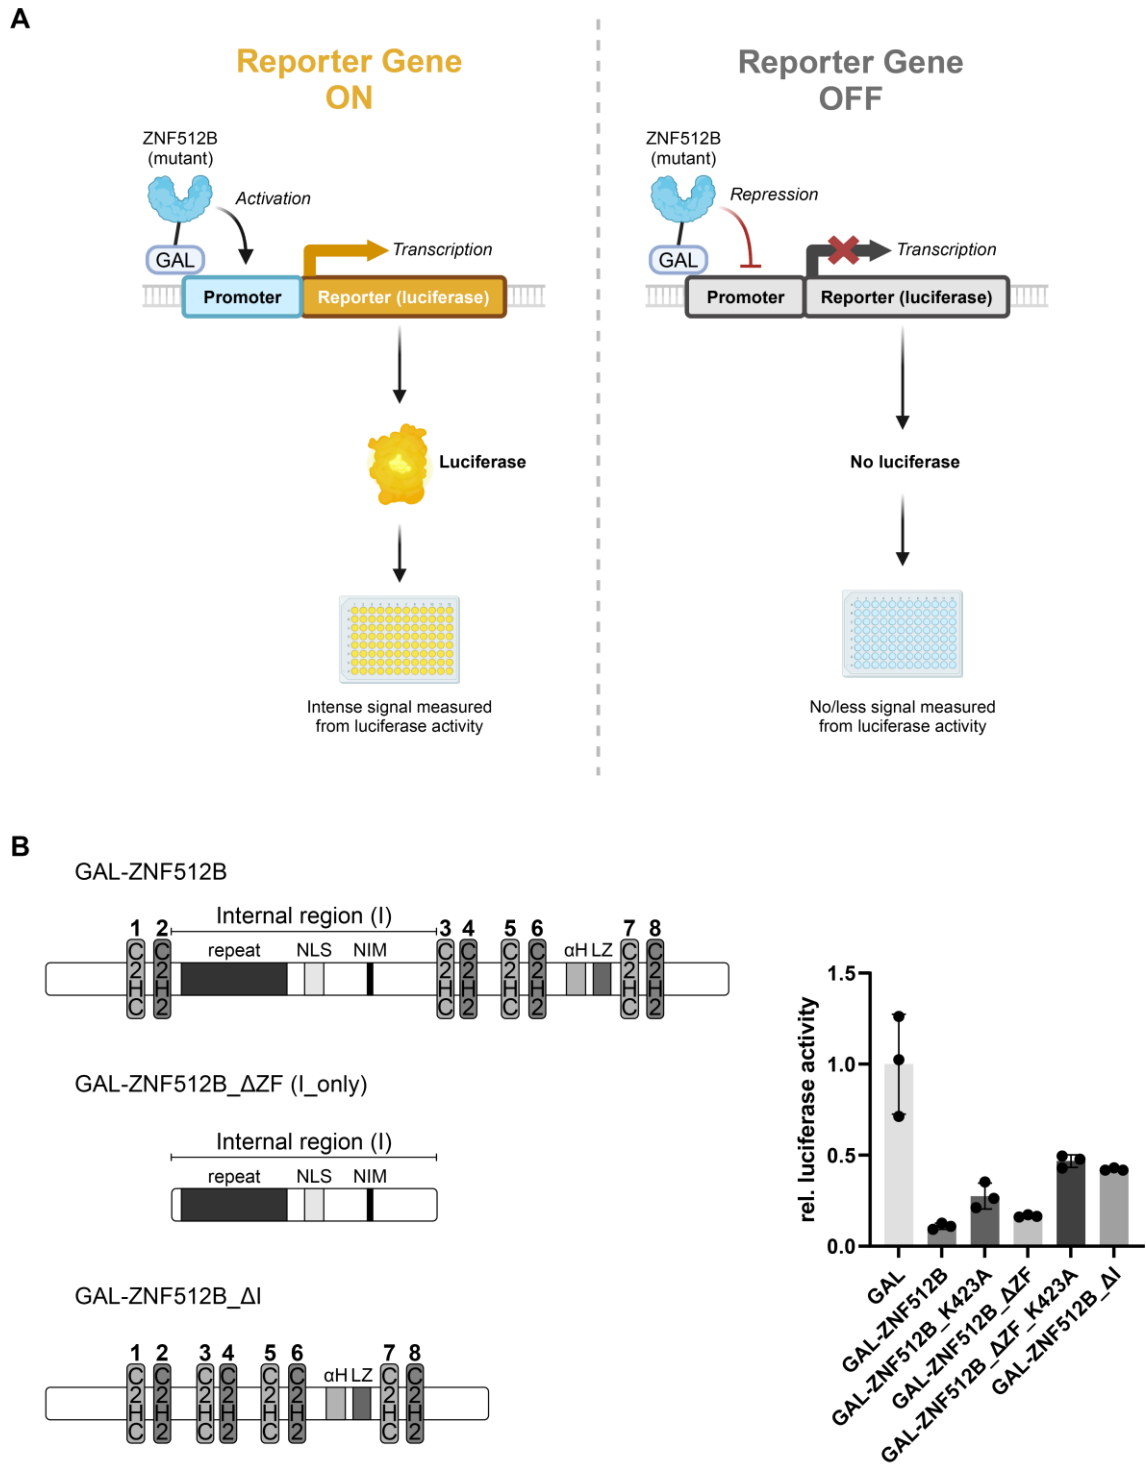 A
Reporter Gene
ON
ZNF512B
(mutant)
Activation
GAL
Transcription
Promoter
Reporter (luciferase)
Luciferase
Intense signal measured
from luciferase activity
Reporter Gene
OFF
ZNF512B
(mutant)
Repression
GAL
Transcription
Promoter
Reporter (luciferase)
No luciferase
No/less signal measured
from luciferase activity
B
GAL-ZNF512B
Internal region (I)
1 2 3 4 5 6 7 8
repeat NLS NIM αH LZ
C2HC C2H2 C2HC C2H2 C2HC C2H2 C2HC C2H2
GAL-ZNF512B_ΔZF (I_only)
Internal region (I)
repeat NLS NIM
GAL-ZNF512B_ΔI
1 2 3 4 5 6 7 8
αH LZ
C2HC C2H2 C2HC C2H2 C2HC C2H2 C2HC C2H2
rel. luciferase activity
1.5
1.0
0.5
0.0
GAL
GAL-ZNF512B
GAL-ZNF512B_K423A
GAL-ZNF512B_ΔZF
GAL-ZNF512B_ΔZF_K423A
GAL-ZNF512B_ΔI